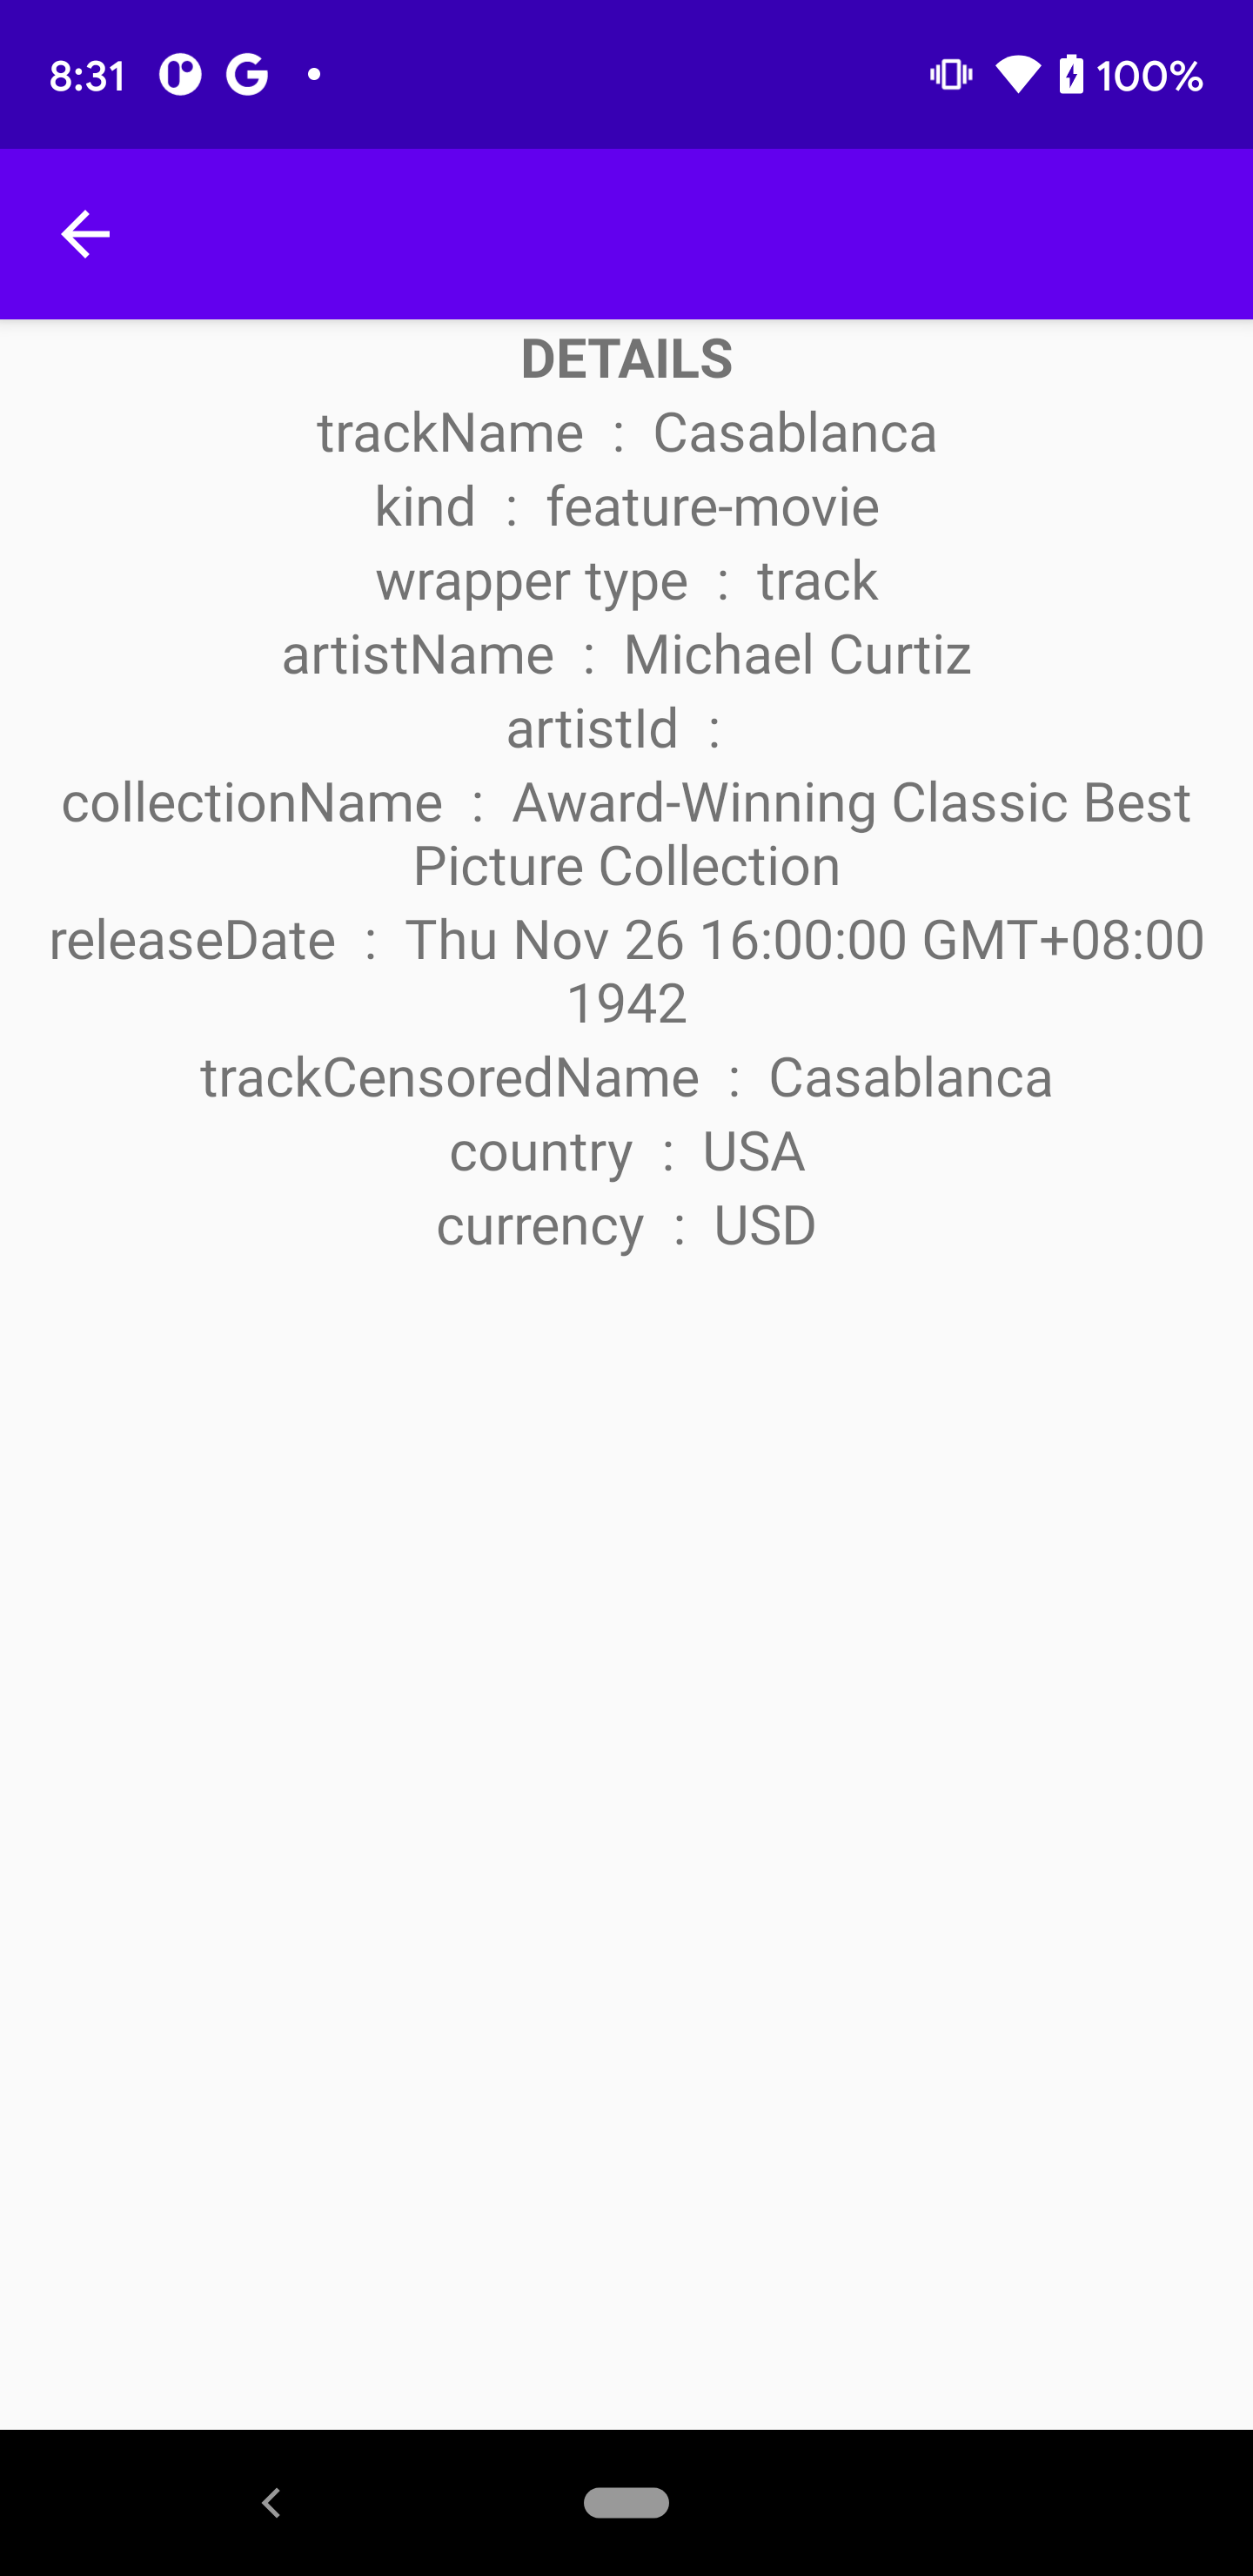 8:31
100%
DETAILS
trackName : Casablanca
kind : feature-movie
wrapper type : track
artistName : Michael Curtiz
artistId :
collectionName : Award-Winning Classic Best
Picture Collection
releaseDate : Thu Nov 26 16:00:00 GMT+08:00
1942
trackCensoredName : Casablanca
country : USA
currency : USD